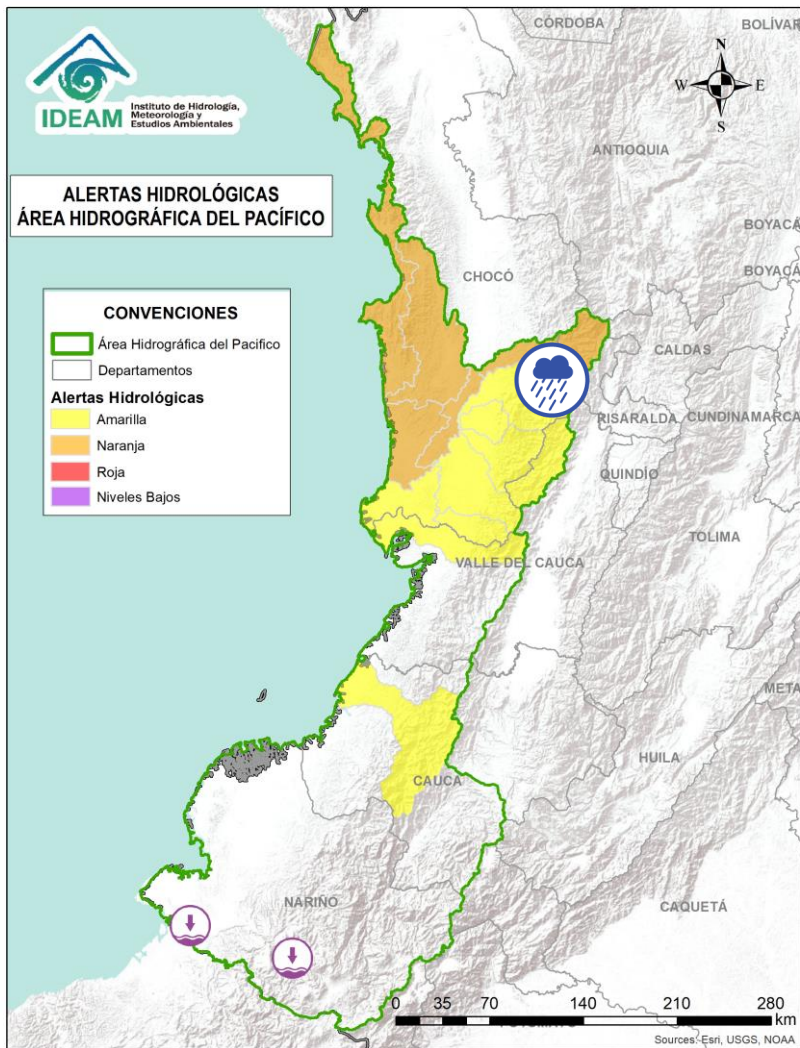 IDEAM
Instituto de Hidrología,
Meteorología y
Estudios Ambientales
CÓRDOBA
BOLÍVAR
N
W
E
S
ANTIOQUIA
ALERTAS HIDROLÓGICAS
ÁREA HIDROGRÁFICA DEL PACÍFICO
BOYACÁ
CHOCÓ
BOYACÁ
CONVENCIONES
Área Hidrográfica del Pacifico
Departamentos
Alertas Hidrológicas
Amarilla
Naranja
Roja
Niveles Bajos
CALDAS
RISARALDA
CUNDINAMARCA
QUINDÍO
TOLIMA
VALLE DEL CAUCA
META
HUILA
CAUCA
NARIÑO
CAQUETÁ
0 35 70 140 210 280
km
Sources: Esri, USGS, NOAA